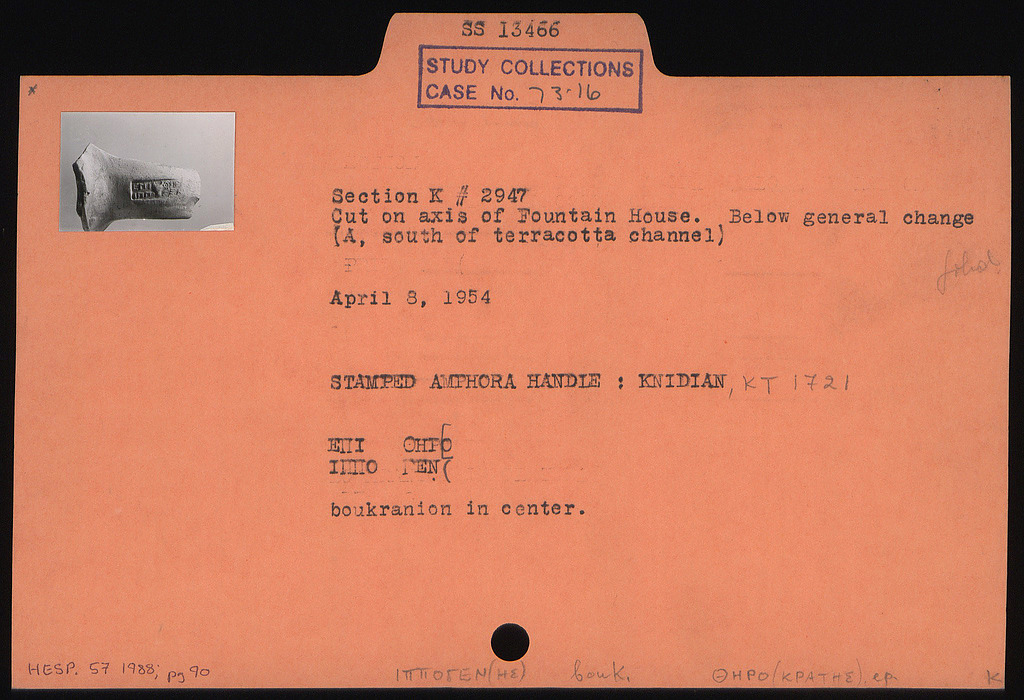 SS 13466
STUDY COLLECTIONS
CASE No. 73·16
Section K # 2947
Cut on axis of Fountain House. Below general change
(A, south of terracotta channel)
April 8, 1954
STAMPED AMPHORA HANDLE : KNIDIAN, KT 1721
ΕΠΙ ΘΗΡΟ
ΙΠΠΟ ΓΕΝ(
boukranion in center.
HESP. 57 1988; pg 90
ΙΠΠΟΓΕΝ(ΗΣ) bouk. ΘΗΡΟ(ΚΡΑΤΗΣ). ep. K